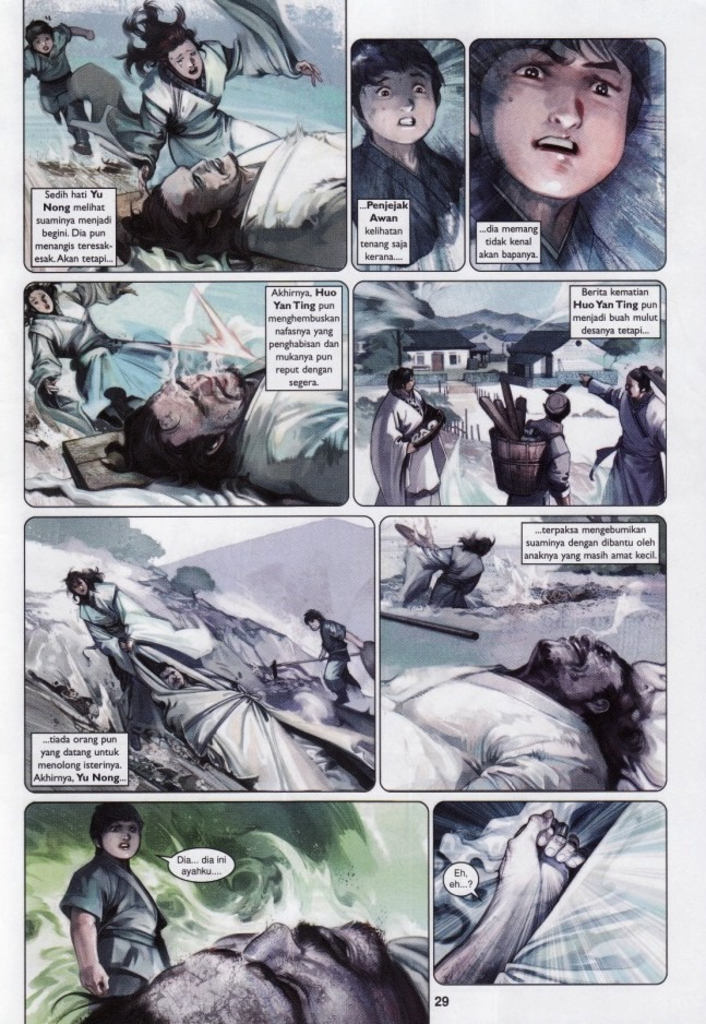 Sedih hati Yu
Nong melihat
suaminya menjadi
begini. Dia pun
menangis teresak-
esak. Akan tetapi...
...Penjejak
Awan
kelihatan
tenang saja
kerana....
...dia memang
tidak kenal
akan bapanya.
Akhirnya, Huo
Yan Ting pun
menghembuskan
nafasnya yang
penghabisan dan
mukanya pun
reput dengan
segera.
Berita kematian
Huo Yan Ting pun
menjadi buah mulut
desanya tetapi...
...tiada orang pun
yang datang untuk
menolong isterinya.
Akhirnya, Yu Nong...
...terpaksa mengebumikan
suaminya dengan dibantu oleh
anaknya yang masih amat kecil.
Dia... dia ini
ayahku....
Eh,
eh...?
29